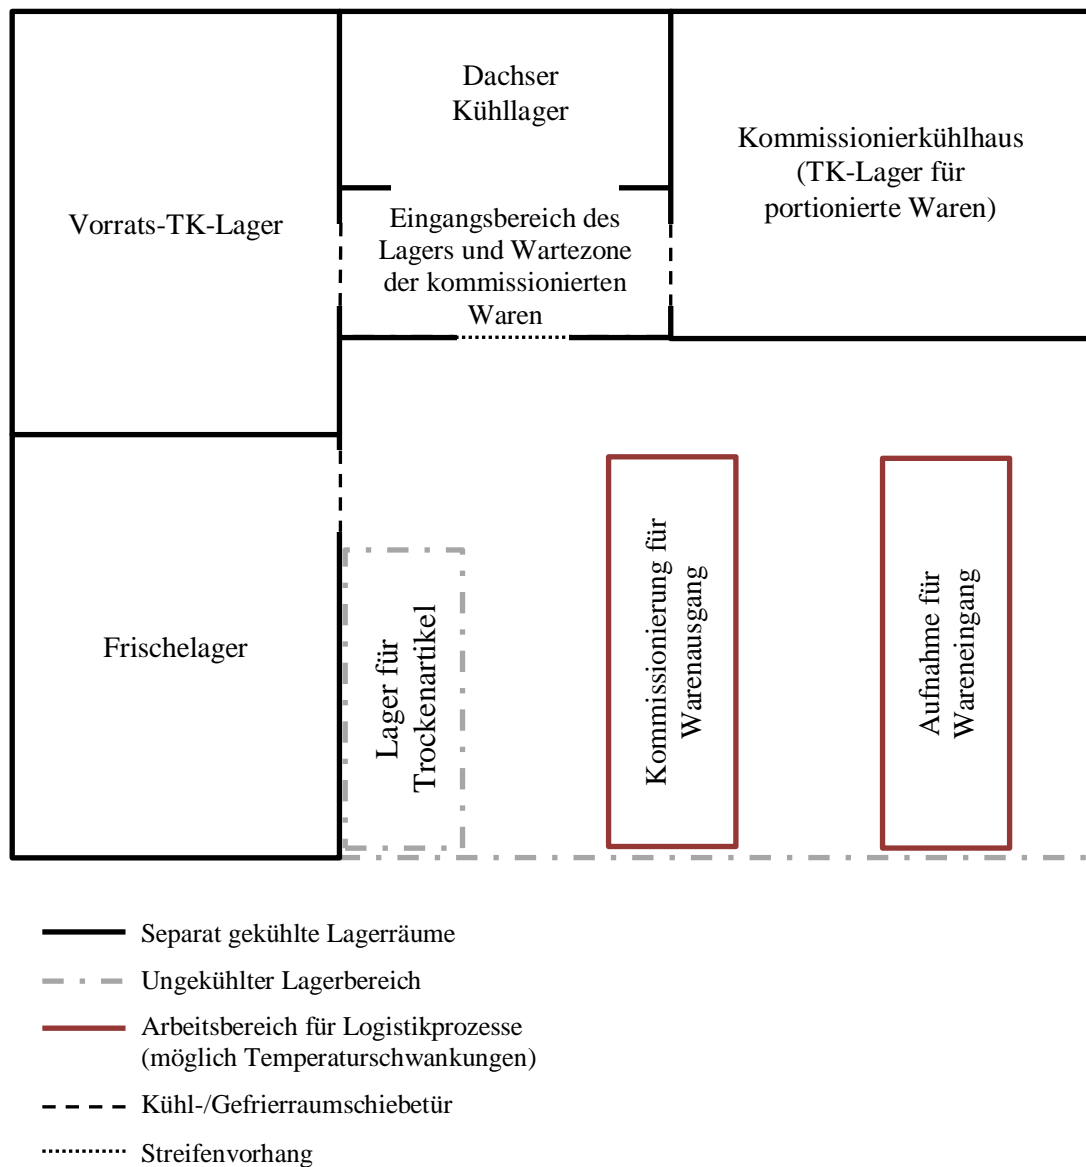 Dachser
Kühllager
Kommissionierkühlhaus
(TK-Lager für
portionierte Waren)
Vorrats-TK-Lager
Eingangsbereich des
Lagers und Wartezone
der kommissionierten
Waren
Frischelager
Lager für
Trockenartikel
Kommissionierung für
Warenausgang
Aufnahme für
Wareneingang
Separat gekühlte Lagerräume
Ungekühlter Lagerbereich
Arbeitsbereich für Logistikprozesse
(möglich Temperaturschwankungen)
Kühl-/Gefrierraumschiebetür
Streifenvorhang